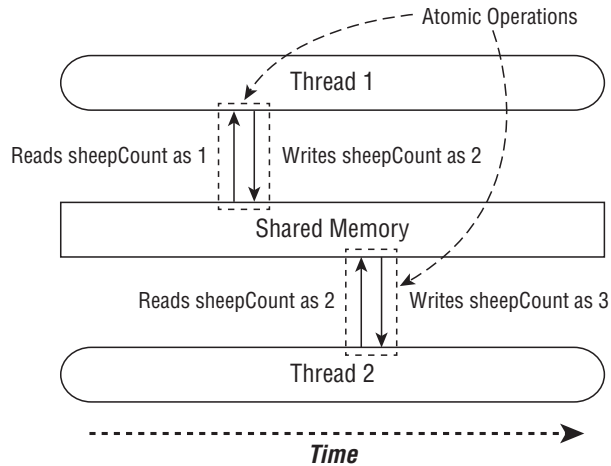 Atomic Operations
Thread 1
Reads sheepCount as 1
Writes sheepCount as 2
Shared Memory
Reads sheepCount as 2
Writes sheepCount as 3
Thread 2
Time